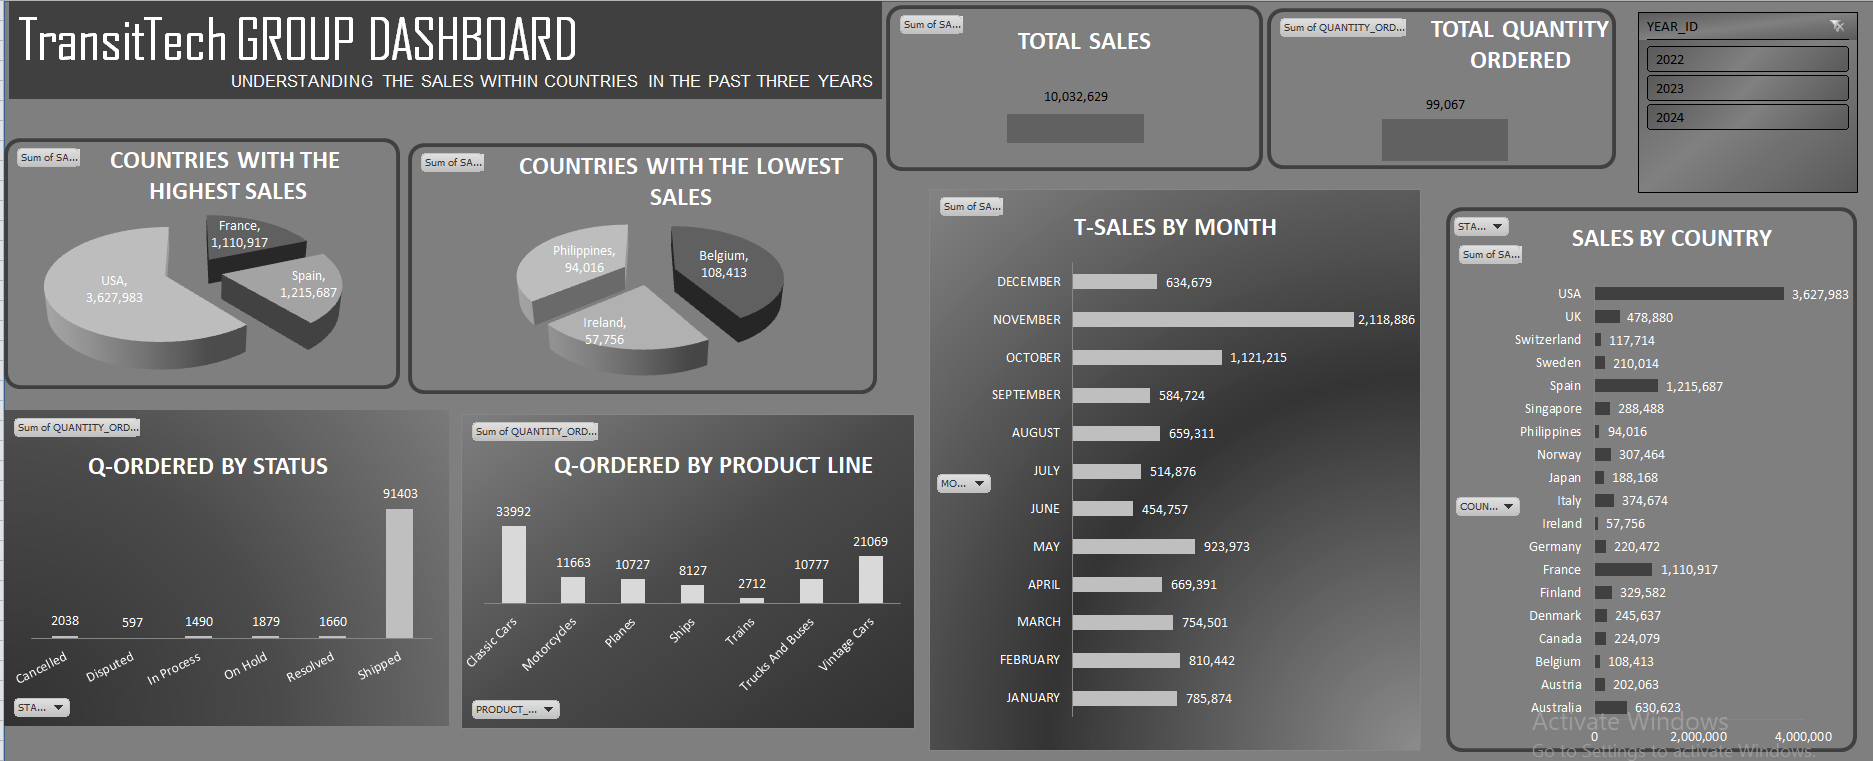 TransitTech GROUP DASHBOARD
UNDERSTANDING THE SALES WITHIN COUNTRIES IN THE PAST THREE YEARS
Sum of SA...
TOTAL SALES
10,032,629
Sum of QUANTITY_ORD...
TOTAL QUANTITY
ORDERED
99,067
YEAR_ID
2022
2023
2024
Sum of SA...
COUNTRIES WITH THE
HIGHEST SALES
France,
1,110,917
USA,
3,627,983
Spain,
1,215,687
Sum of SA...
COUNTRIES WITH THE LOWEST
SALES
Philippines,
94,016
Belgium,
108,413
Ireland,
57,756
Sum of QUANTITY_ORD...
Q-ORDERED BY STATUS
91403
2038
597
1490
1879
1660
Cancelled
Disputed
In Process
On Hold
Resolved
Shipped
STA...
Sum of QUANTITY_ORD...
Q-ORDERED BY PRODUCT LINE
33992
11663
10727
8127
2712
10777
21069
Classic Cars
Motorcycles
Planes
Ships
Trains
Trucks And Buses
Vintage Cars
PRODUCT_...
Sum of SA...
T-SALES BY MONTH
DECEMBER 634,679
NOVEMBER 2,118,886
OCTOBER 1,121,215
SEPTEMBER 584,724
AUGUST 659,311
JULY 514,876
MO...
JUNE 454,757
MAY 923,973
APRIL 669,391
MARCH 754,501
FEBRUARY 810,442
JANUARY 785,874
STA...
Sum of SA...
SALES BY COUNTRY
USA 3,627,983
UK 478,880
Switzerland 117,714
Sweden 210,014
Spain 1,215,687
Singapore 288,488
Philippines 94,016
Norway 307,464
Japan 188,168
Italy 374,674
COUN...
Ireland 57,756
Germany 220,472
France 1,110,917
Finland 329,582
Denmark 245,637
Canada 224,079
Belgium 108,413
Austria 202,063
Australia 630,623
0 2,000,000 4,000,000
Activate Windows
Go to Settings to activate Windows.